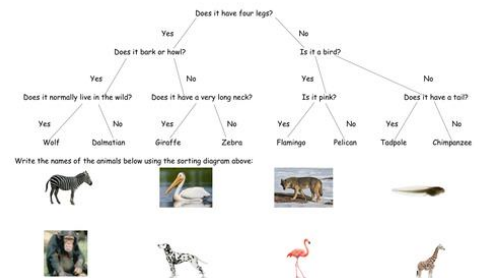 Does it have four legs?
Yes No
Does it bark or howl? Is it a bird?
Yes No Yes No
Does it normally live in the wild? Does it have a very long neck? Is it pink? Does it have a tail?
Yes No Yes No Yes No Yes No
Wolf Dalmatian Giraffe Zebra Flamingo Pelican Tadpole Chimpanzee
Write the names of the animals below using the sorting diagram above: